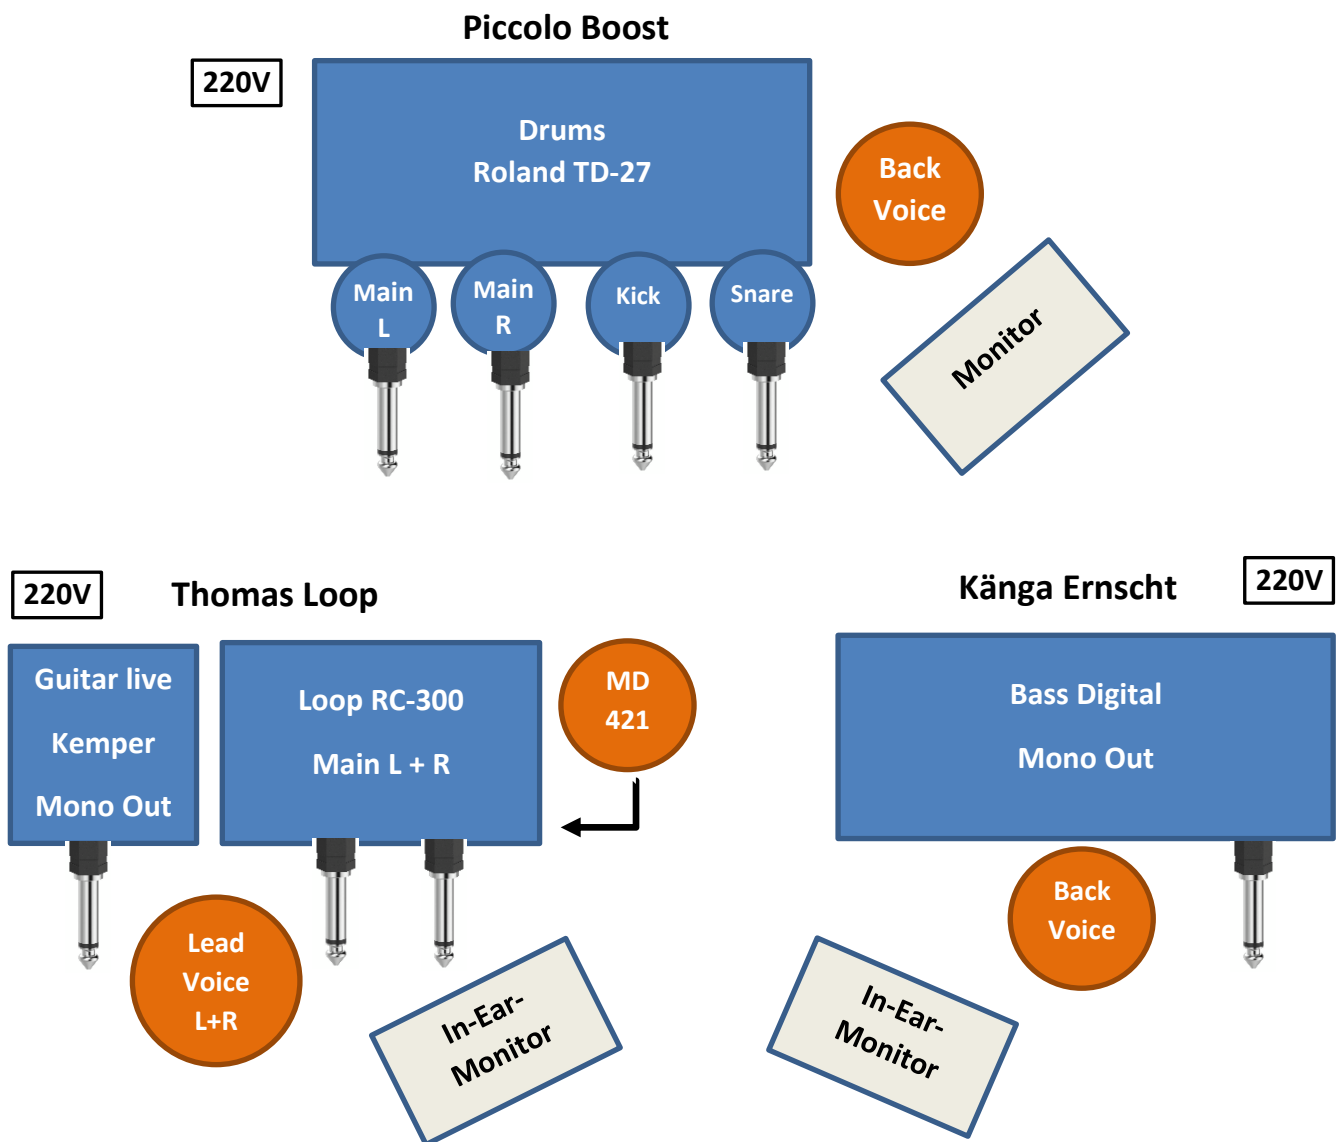 Piccolo Boost
220V
Drums
Roland TD-27
Back
Voice
Main
L
Main
R
Kick
Snare
Monitor
220V
Thomas Loop
Känga Ernscht
220V
Guitar live
Kemper
Mono Out
Loop RC-300
Main L + R
MD
421
Bass Digital
Mono Out
Lead
Voice
L+R
In-Ear-
Monitor
In-Ear-
Monitor
Back
Voice